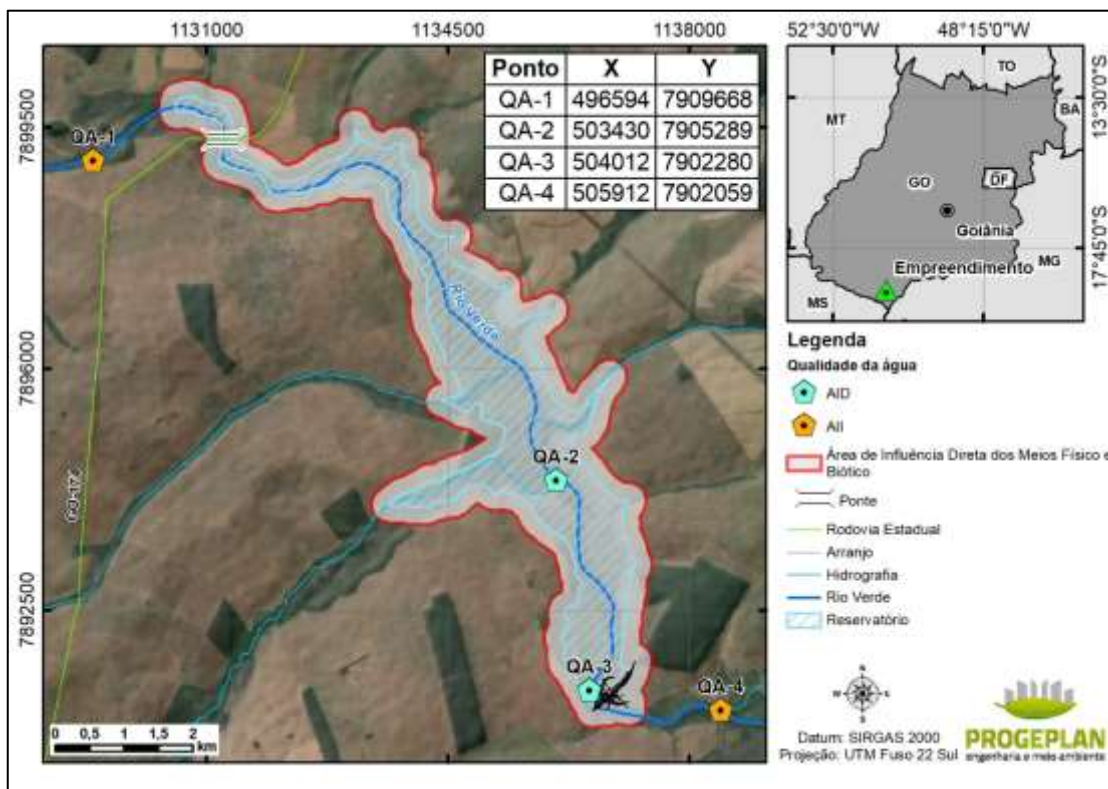 1131000 1134500 1138000
7899500
7896000
7892500
Ponto X Y
QA-1 496594 7909668
QA-2 503430 7905289
QA-3 504012 7902280
QA-4 505912 7902059
QA-1
Rio Verde
QA-2
QA-3
QA-4
0 0,5 1 2
km
52°30'0"W 48°15'0"W
13°30'0"S
17°45'0"S
TO
BA
MT
GO
DF
Goiânia
MG
Empreendimento
MS
Legenda
Qualidade da água
AID
AII
Área de Influência Direta dos Meios Físico e
Biótico
Ponte
Rodovia Estadual
Arranjo
Hidrografia
Rio Verde
Reservatório
N
W E
S
Datum: SIRGAS 2000
Projeção: UTM Fuso 22 Sul
PROGEPLAN
engenharia e meio ambiente